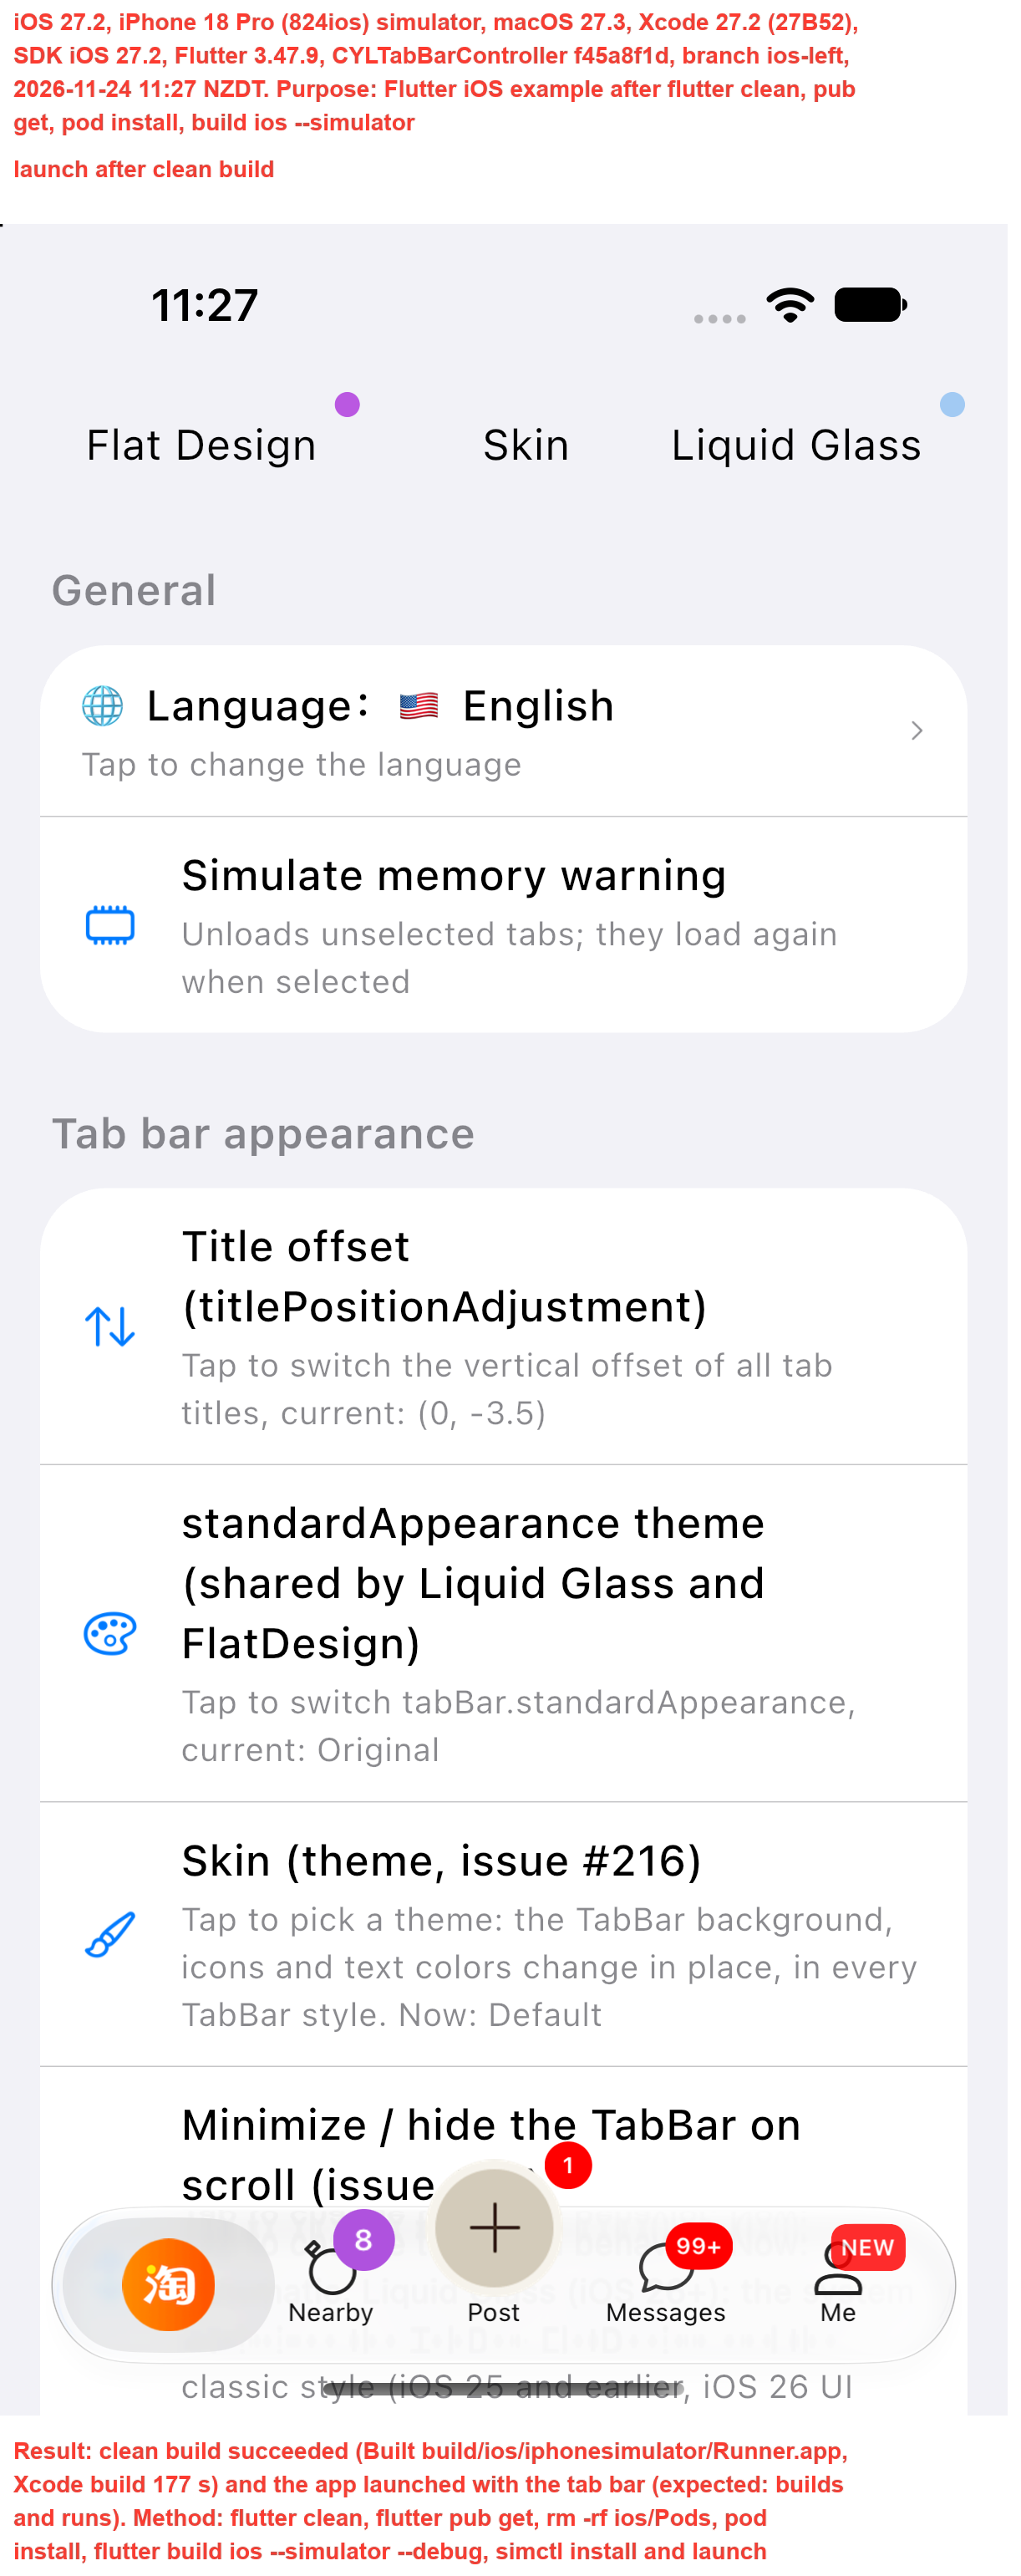 iOS 27.2, iPhone 18 Pro (824ios) simulator, macOS 27.3, Xcode 27.2 (27B52),
SDK iOS 27.2, Flutter 3.47.9, CYLTabBarController f45a8f1d, branch ios-left,
2026-11-24 11:27 NZDT. Purpose: Flutter iOS example after flutter clean, pub
get, pod install, build ios --simulator
launch after clean build
11:27
Flat Design Skin Liquid Glass
General
Language: English
Tap to change the language
Simulate memory warning
Unloads unselected tabs; they load again
when selected
Tab bar appearance
Title offset
(titlePositionAdjustment)
Tap to switch the vertical offset of all tab
titles, current: (0, -3.5)
standardAppearance theme
(shared by Liquid Glass and
FlatDesign)
Tap to switch tabBar.standardAppearance,
current: Original
Skin (theme, issue #216)
Tap to pick a theme: the TabBar background,
icons and text colors change in place, in every
TabBar style. Now: Default
Minimize / hide the TabBar on
scroll (issue
1
8 99+ NEW
淘
Nearby Post Messages Me
classic style (iOS 25 and earlier, iOS 26 UI
Result: clean build succeeded (Built build/ios/iphonesimulator/Runner.app,
Xcode build 177 s) and the app launched with the tab bar (expected: builds
and runs). Method: flutter clean, flutter pub get, rm -rf ios/Pods, pod
install, flutter build ios --simulator --debug, simctl install and launch